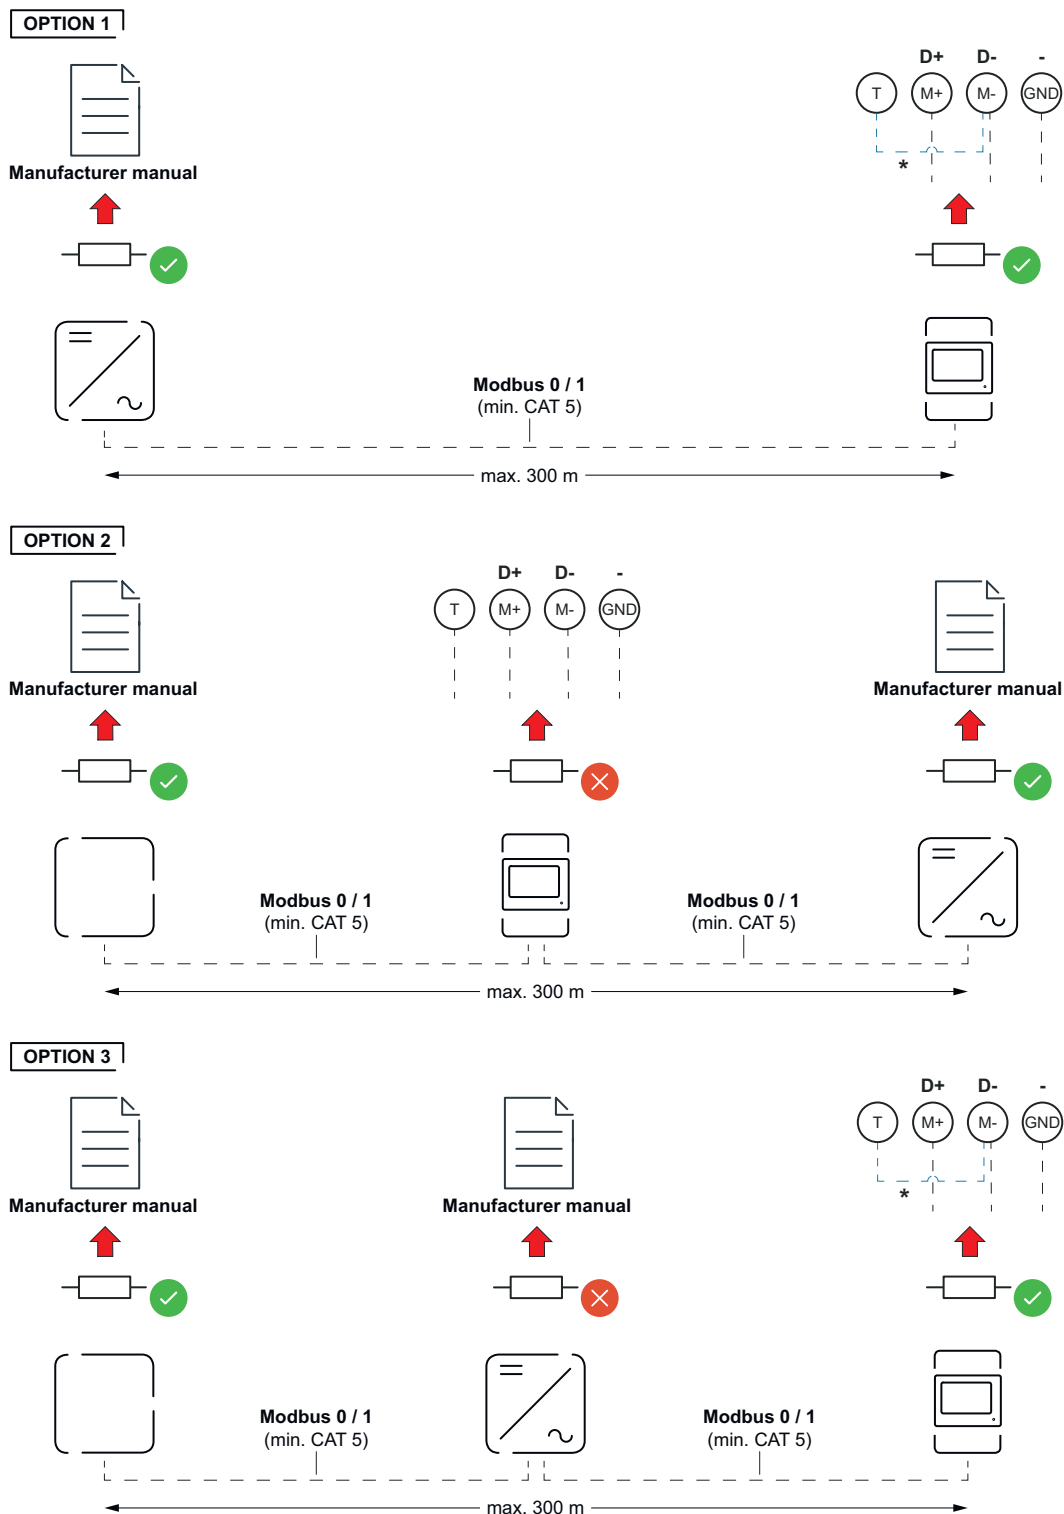 OPTION 1
D+ D- -
T M+ M- GND
*
Manufacturer manual
Modbus 0 / 1
(min. CAT 5)
max. 300 m
OPTION 2
D+ D- -
T M+ M- GND
Manufacturer manual
Manufacturer manual
Modbus 0 / 1
(min. CAT 5)
Modbus 0 / 1
(min. CAT 5)
max. 300 m
OPTION 3
D+ D- -
T M+ M- GND
*
Manufacturer manual
Manufacturer manual
Modbus 0 / 1
(min. CAT 5)
Modbus 0 / 1
(min. CAT 5)
max. 300 m